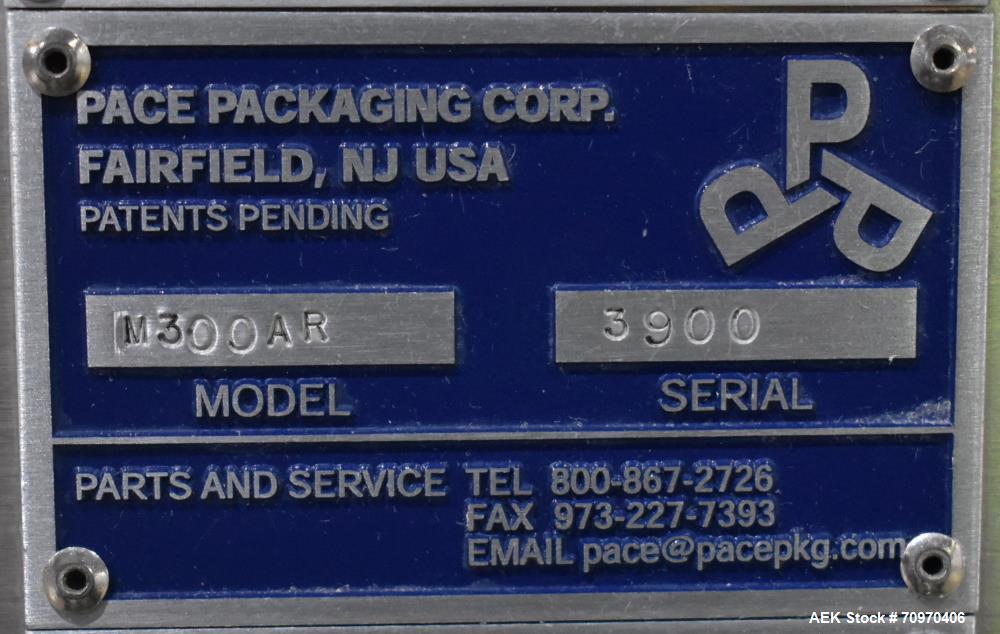 PACE PACKAGING CORP.
FAIRFIELD, NJ USA
PATENTS PENDING
P P P
M300AR
3900
MODEL
SERIAL
PARTS AND SERVICE TEL 800-867-2726
FAX 973-227-7393
EMAIL pace@pacepkg.com
AEK Stock # 70970406